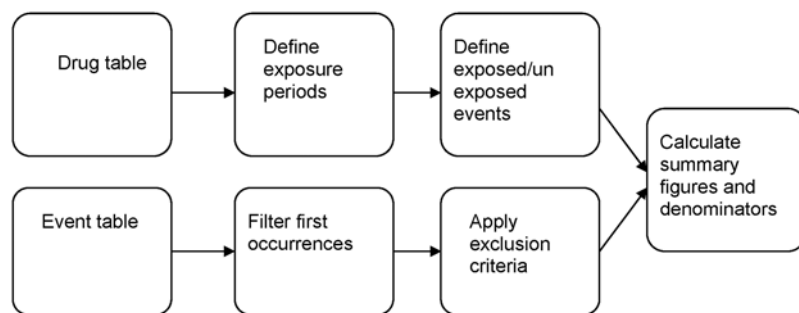 Drug table
Define
exposure
periods
Define
exposed/un
exposed
events
Calculate
summary
figures and
denominators
Event table
Filter first
occurrences
Apply
exclusion
criteria